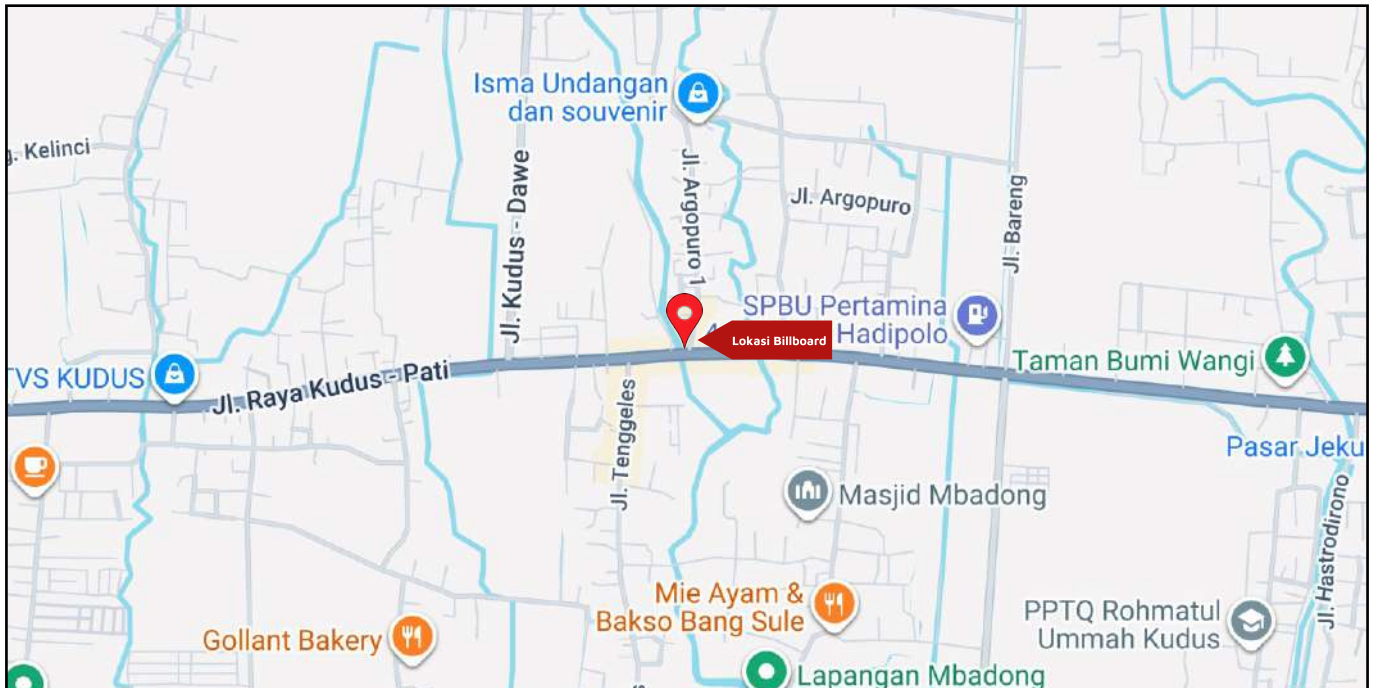 Isma Undangan
dan souvenir
g. Kelinci
Jl. Kudus - Dawe
Jl. Argopuro 1
Jl. Argopuro
Jl. Bareng
SPBU Pertamina
Hadipolo
Lokasi Billboard
Taman Bumi Wangi
TVS KUDUS
Jl. Raya Kudus - Pati
Jl. Tenggeles
Pasar Jeku
Masjid Mbadong
Jl. Hastrodirono
Mie Ayam &
Bakso Bang Sule
PPTQ Rohmatul
Ummah Kudus
Gollant Bakery
Lapangan Mbadong